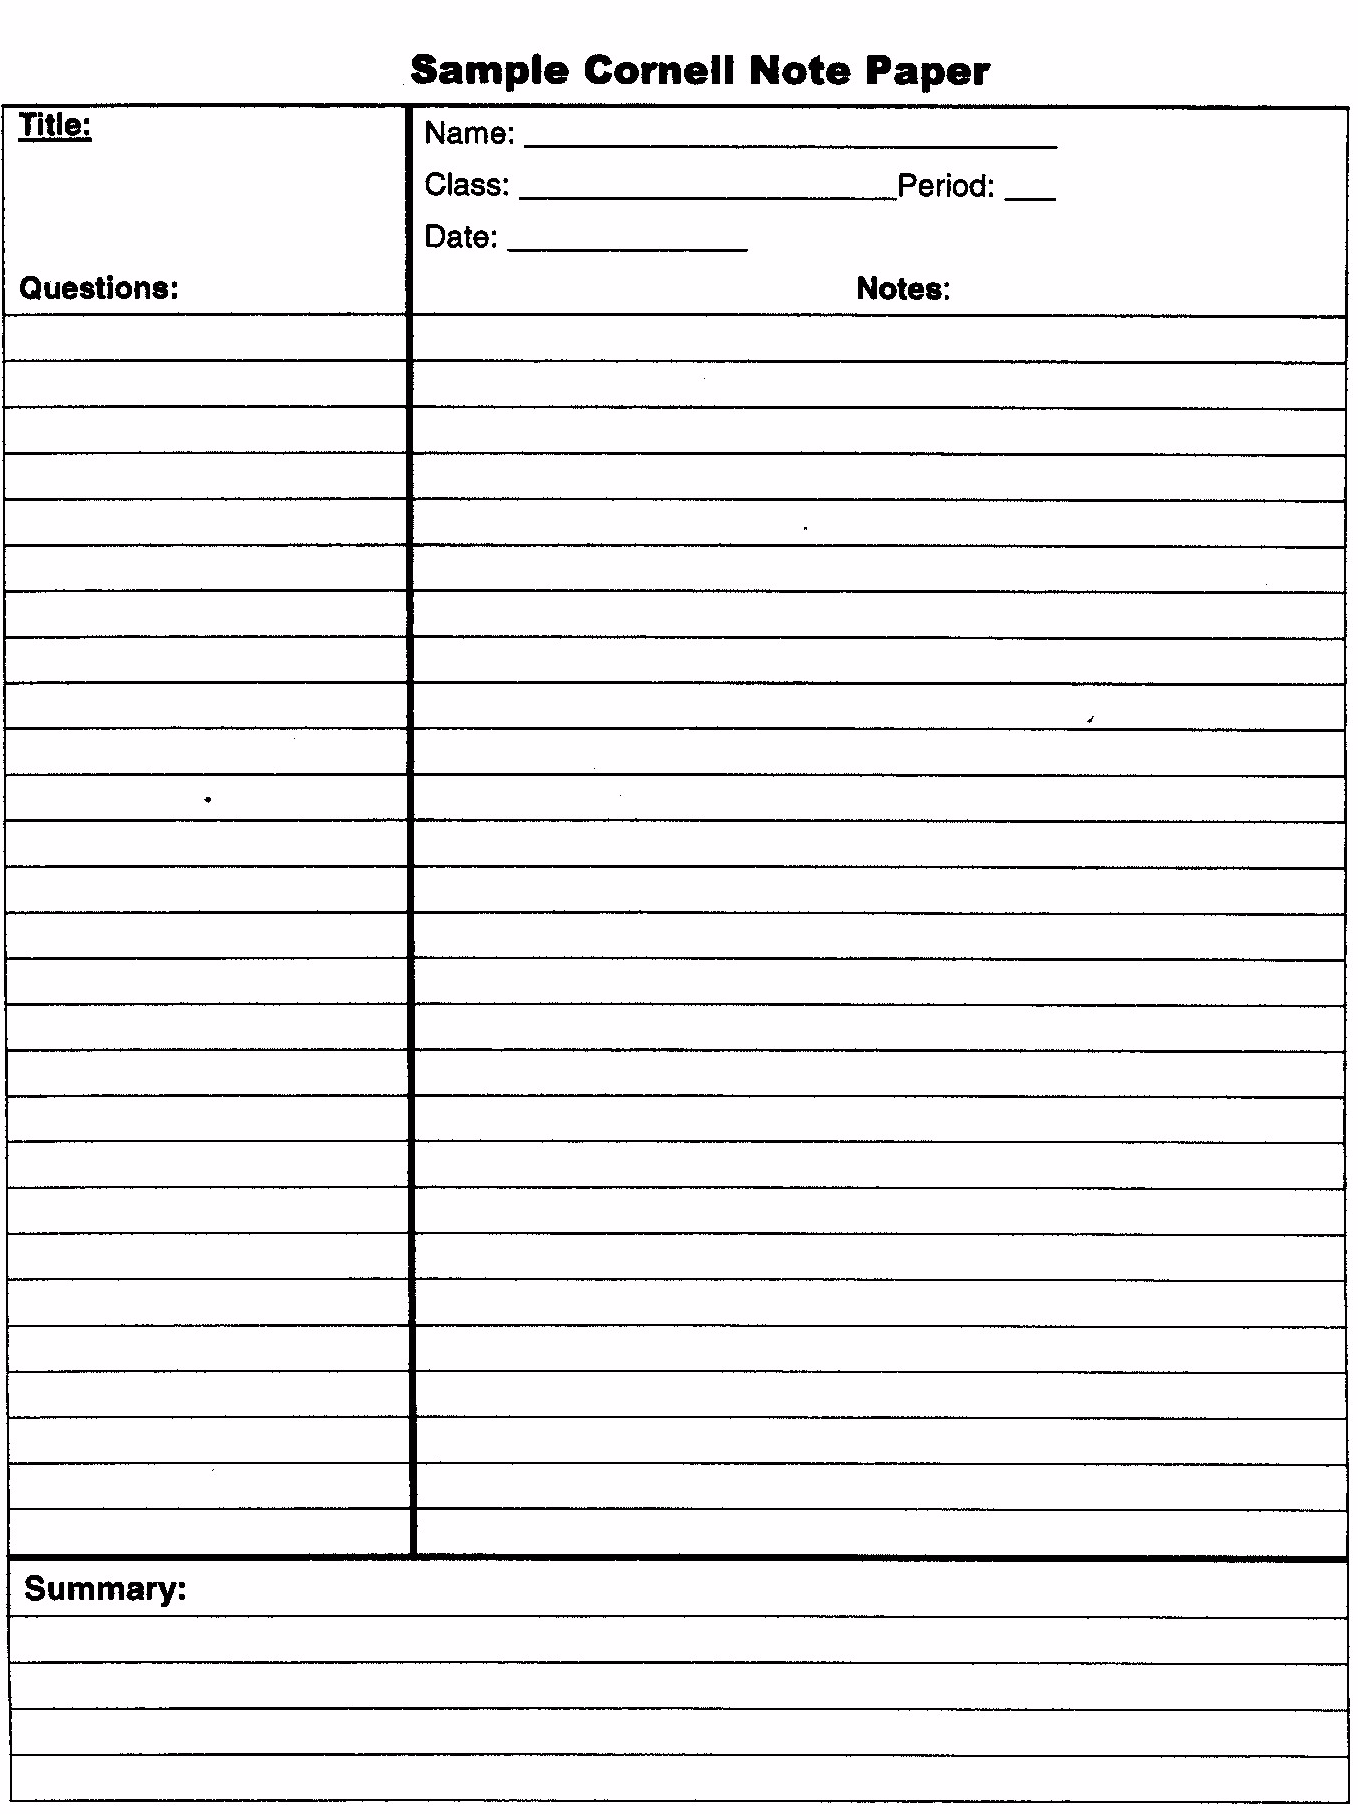 Sample Cornell Note Paper
Title:
Name:
Class: Period:
Date:
Questions: Notes:
Summary: